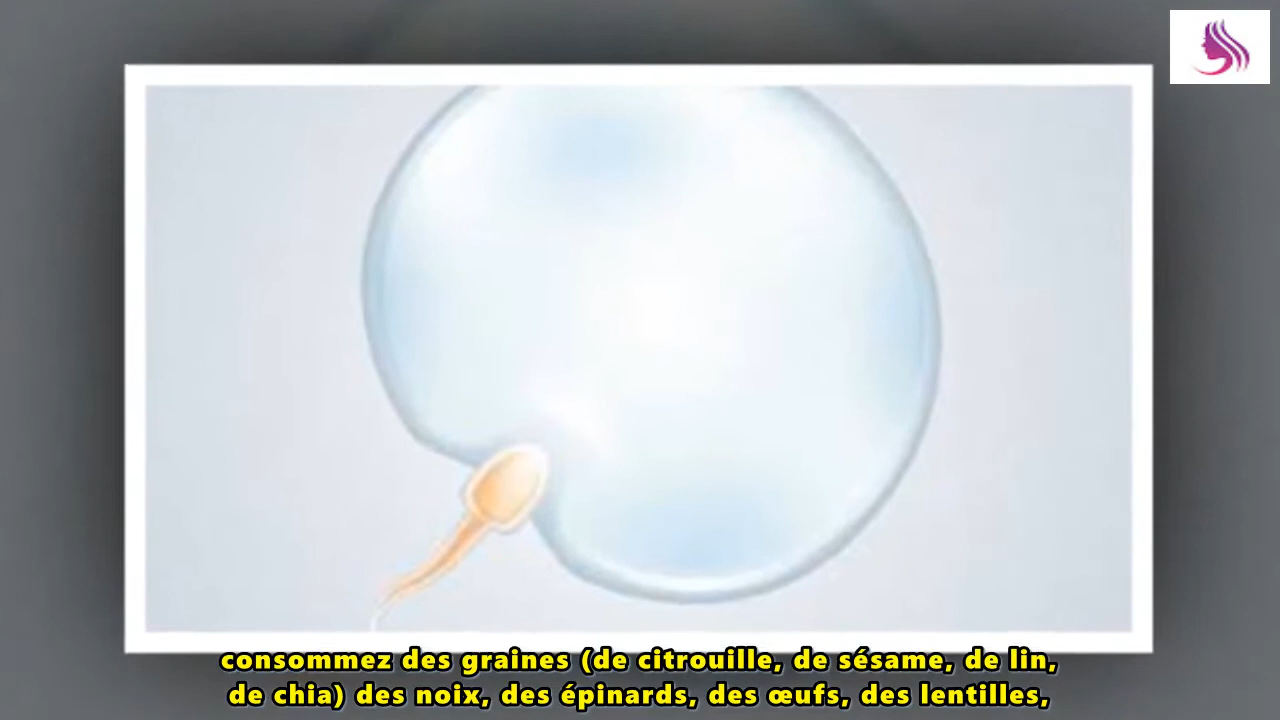 consommez des graines (de citrouille, de sésame, de lin,
de chia) des noix, des épinards, des œufs, des lentilles,